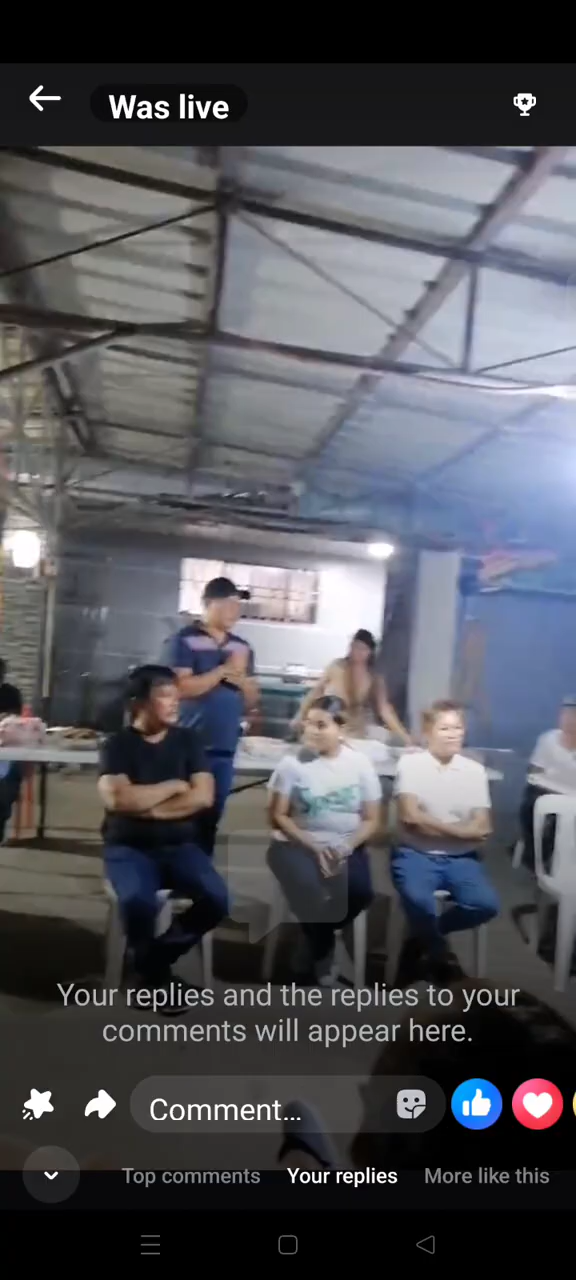 Was live
Your replies and the replies to your
comments will appear here.
Comment...
Top comments Your replies More like this